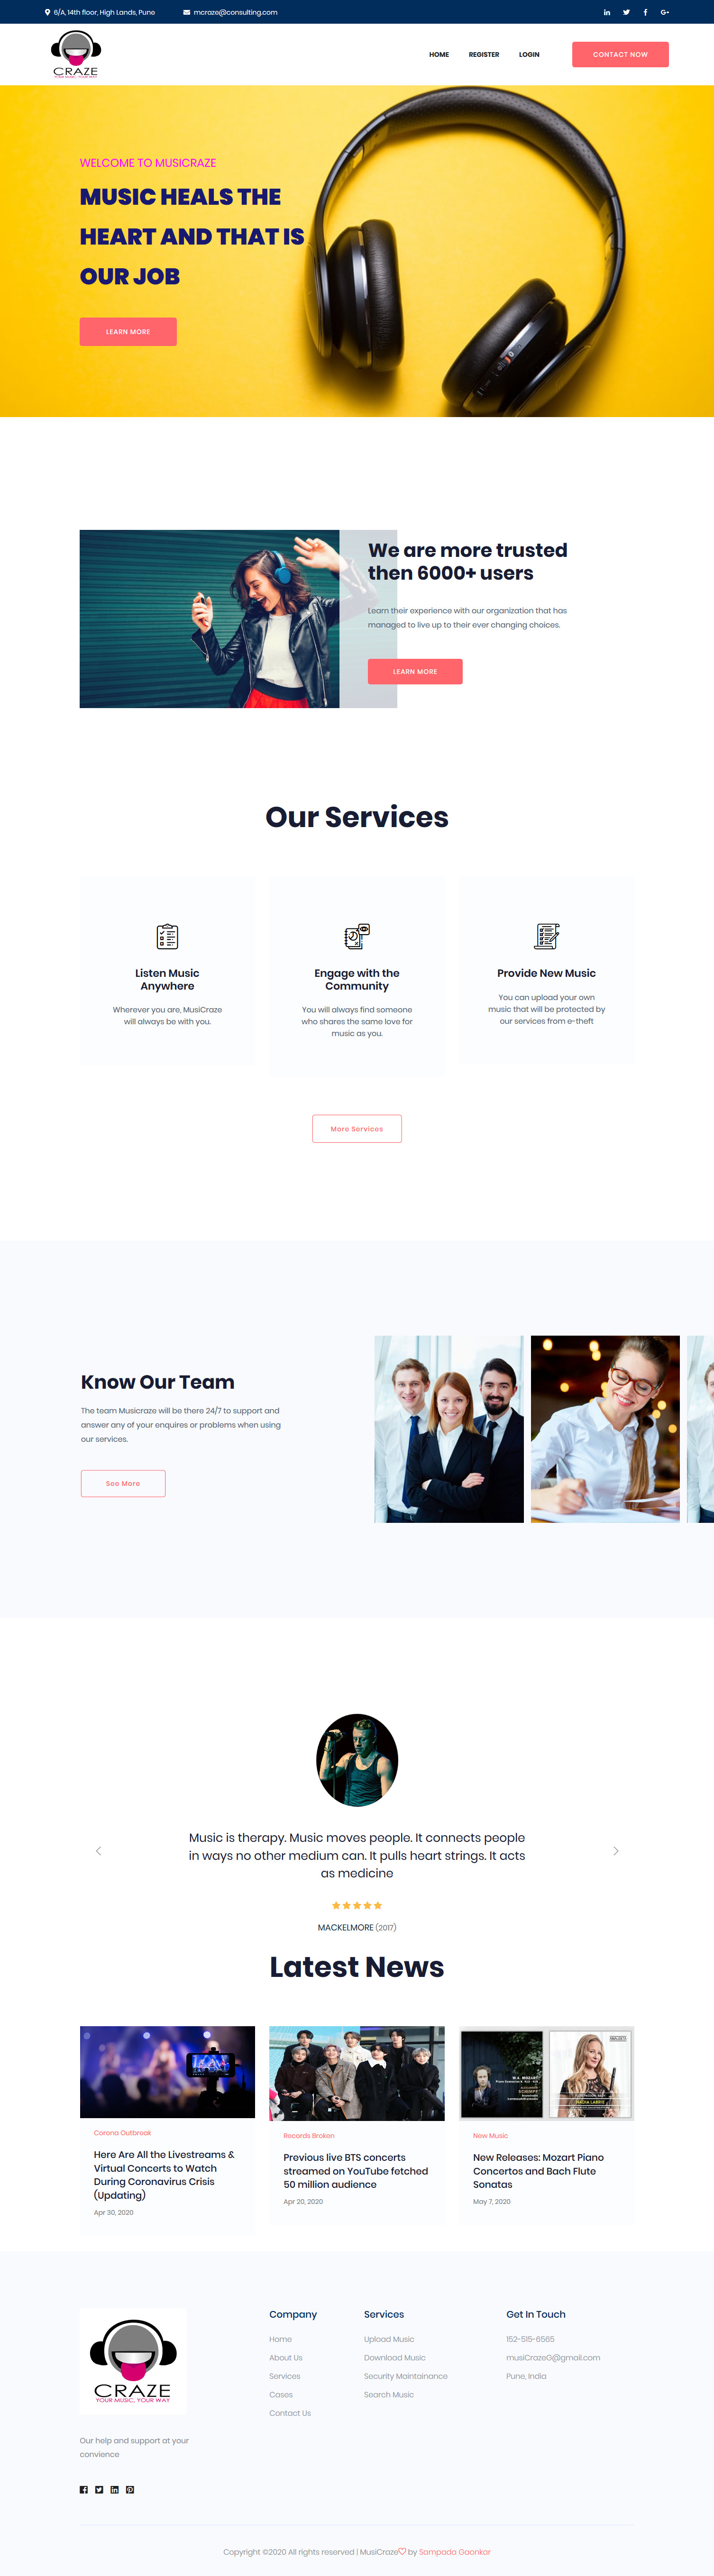 6/A, 14th floor, High Lands, Pune
mcraze@consulting.com
CRAZE
YOUR MUSIC, YOUR WAY
HOME
REGISTER
LOGIN
CONTACT NOW
WELCOME TO MUSICRAZE
MUSIC HEALS THE
HEART AND THAT IS
OUR JOB
LEARN MORE
We are more trusted
then 6000+ users
Learn their experience with our organization that has
managed to live up to their ever changing choices.
LEARN MORE
Our Services
Listen Music
Anywhere
Wherever you are, MusiCraze
will always be with you.
Engage with the
Community
You will always find someone
who shares the same love for
music as you.
Provide New Music
You can upload your own
music that will be protected by
our services from e-theft
More Services
Know Our Team
The team Musicraze will be there 24/7 to support and
answer any of your enquires or problems when using
our services.
See More
Music is therapy. Music moves people. It connects people
in ways no other medium can. It pulls heart strings. It acts
as medicine
MACKELMORE (2017)
Latest News
Corona Outbreak
Here Are All the Livestreams &
Virtual Concerts to Watch
During Coronavirus Crisis
(Updating)
Apr 30, 2020
Records Broken
Previous live BTS concerts
streamed on YouTube fetched
50 million audience
Apr 20, 2020
New Music
New Releases: Mozart Piano
Concertos and Bach Flute
Sonatas
May 7, 2020
CRAZE
YOUR MUSIC, YOUR WAY
Our help and support at your
convience
Company
Home
About Us
Services
Cases
Contact Us
Services
Upload Music
Download Music
Security Maintainance
Search Music
Get In Touch
152-515-6565
musiCrazeG@gmail.com
Pune, India
Copyright ©2020 All rights reserved | MusiCraze♡ by Sampada Gaonkar